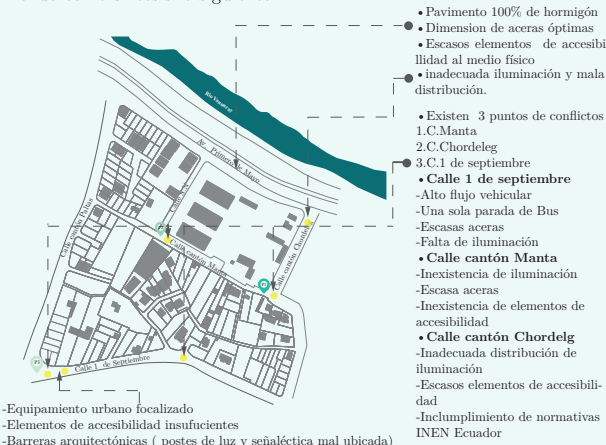 • Pavimento 100% de hormigón
• Dimension de aceras óptimas
• Escasos elementos de accesibi
llidad al medio físico
• inadecuada iluminación y mala
distribución.
• Existen 3 puntos de conflictos
1.C.Manta
2.C.Chordeleg
3.C.1 de septiembre
• Calle 1 de septiembre
-Alto flujo vehicular
-Una sola parada de Bus
-Escasas aceras
-Falta de iluminación
• Calle cantón Manta
-Inexistencia de iluminación
-Escasa aceras
-Inexistencia de elementos de
accesibilidad
• Calle cantón Chordelg
-Inadecuada distribución de
iluminación
-Escasos elementos de accesibili-
dad
-Inclumplimiento de normativas
INEN Ecuador
Av. Primero de Mayo
Calle cantón Paltas
Calle cantón Manta
Calle cantón Chordeleg
Calle 1 de Septiembre
-Equipamiento urbano focalizado
-Elementos de accesibilidad insufucientes
-Barreras arquitectónicas ( postes de luz y señaléctica mal ubicada)